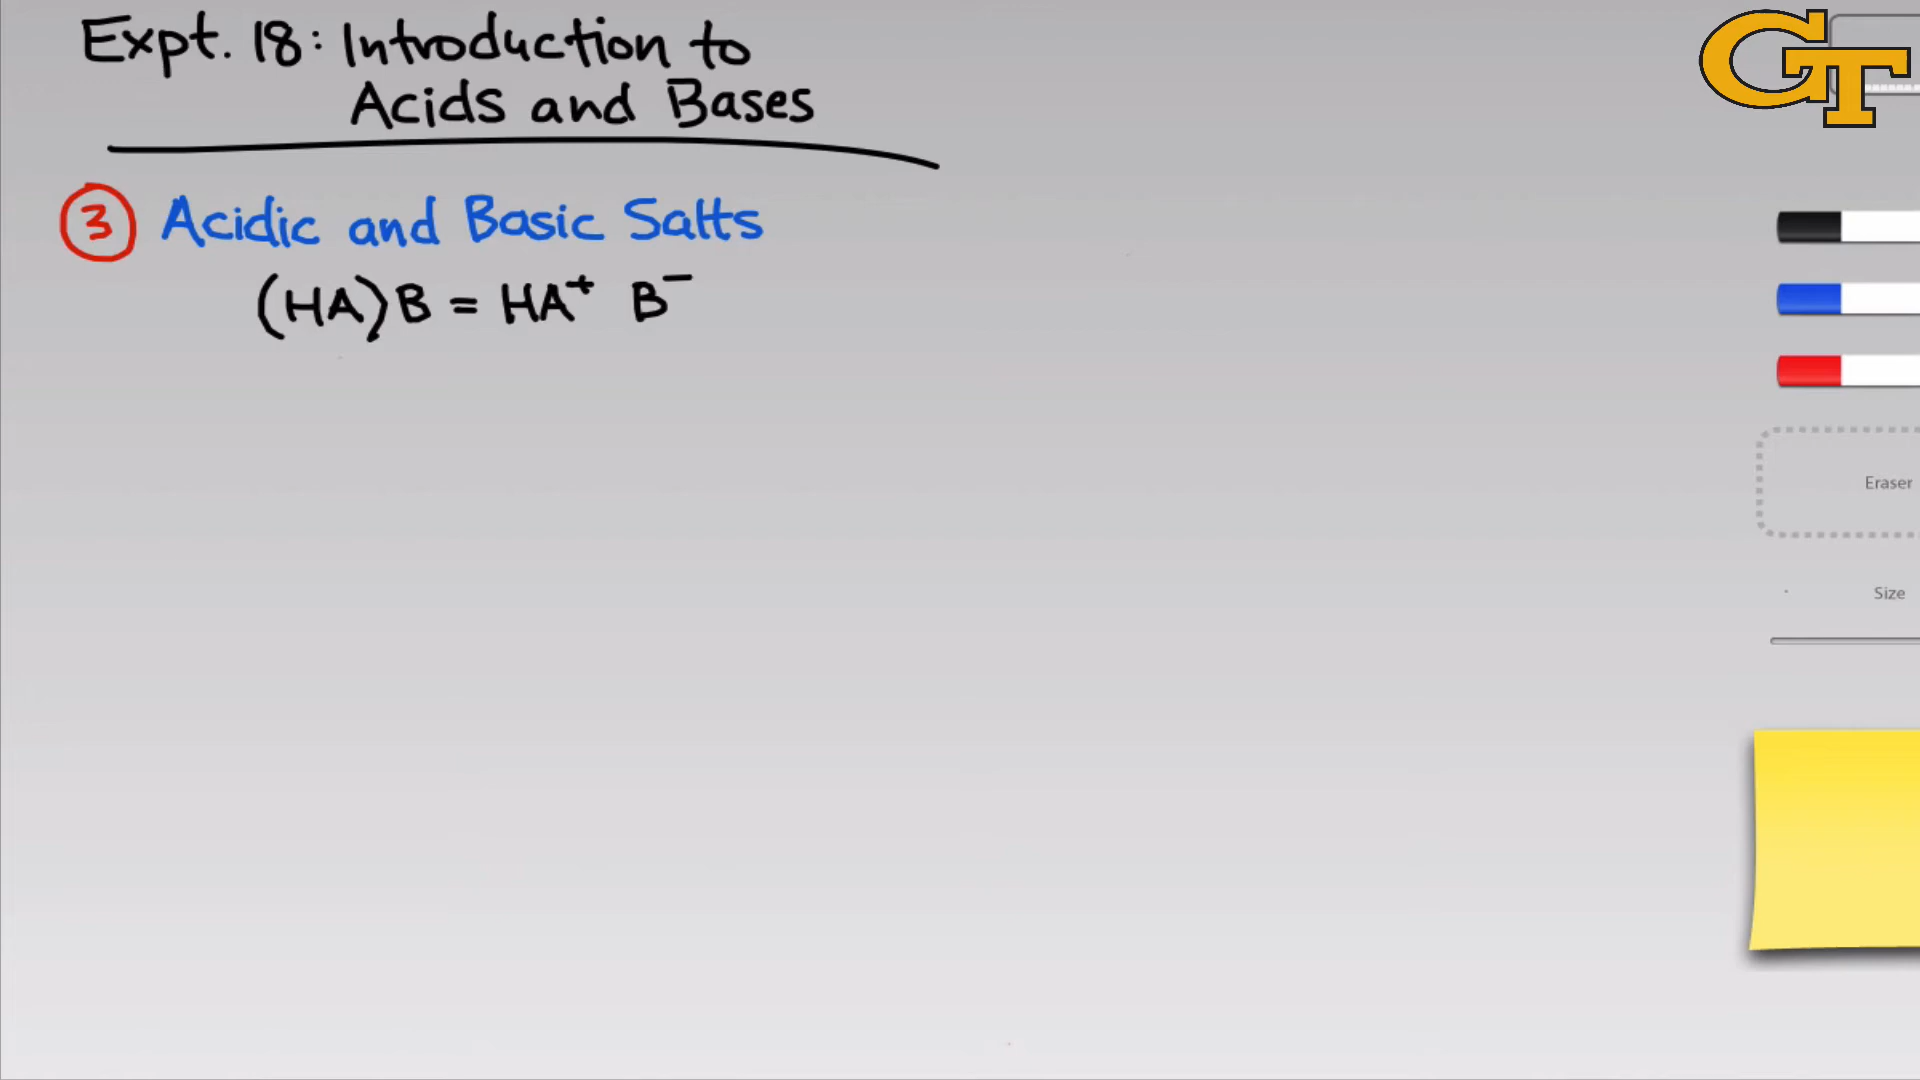 Expt. 18: Introduction to
Acids and Bases
GT
3 Acidic and Basic Salts
(HA)B = HA⁺ B⁻
Eraser
Size